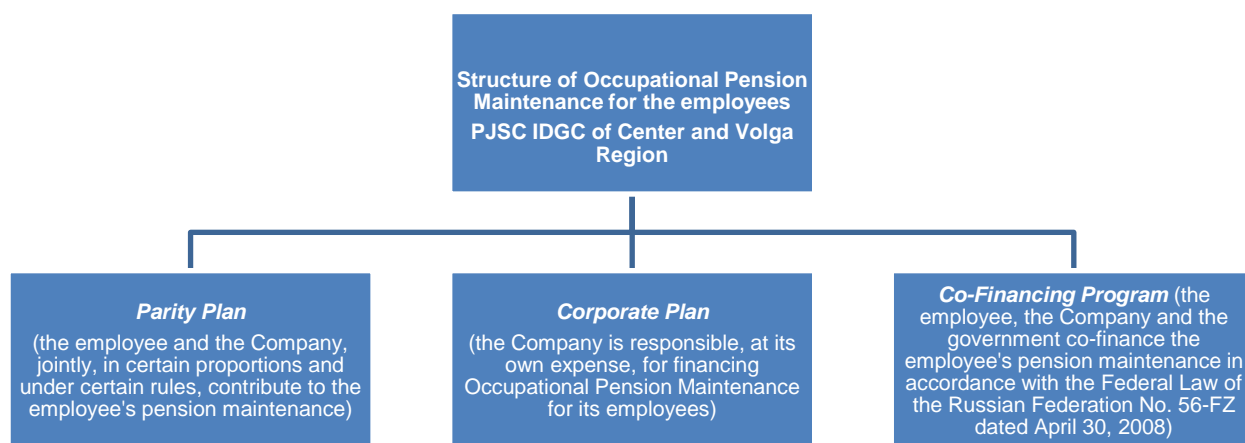 Structure of Occupational Pension
Maintenance for the employees
PJSC IDGC of Center and Volga
Region
Parity Plan
(the employee and the Company,
jointly, in certain proportions and
under certain rules, contribute to the
employee's pension maintenance)
Corporate Plan
(the Company is responsible, at its
own expense, for financing
Occupational Pension Maintenance
for its employees)
Co-Financing Program (the
employee, the Company and the
government co-finance the
employee's pension maintenance in
accordance with the Federal Law of
the Russian Federation No. 56-FZ
dated April 30, 2008)